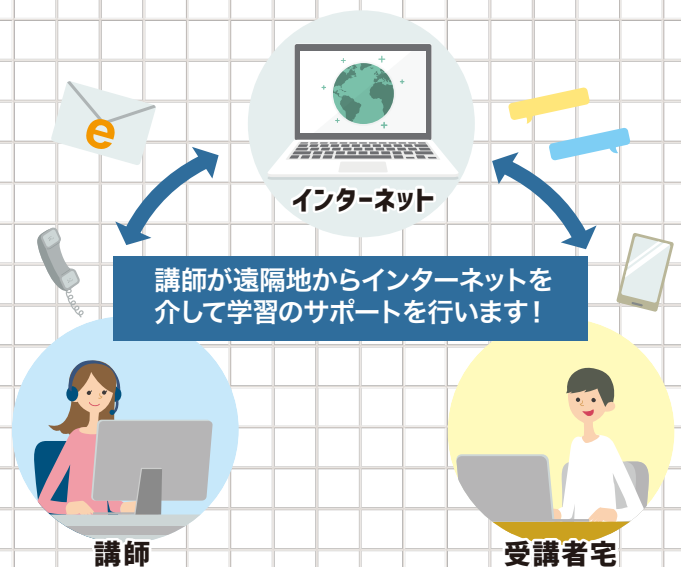 e
インターネット
講師が遠隔地からインターネットを
介して学習のサポートを行います！
講師
受講者宅